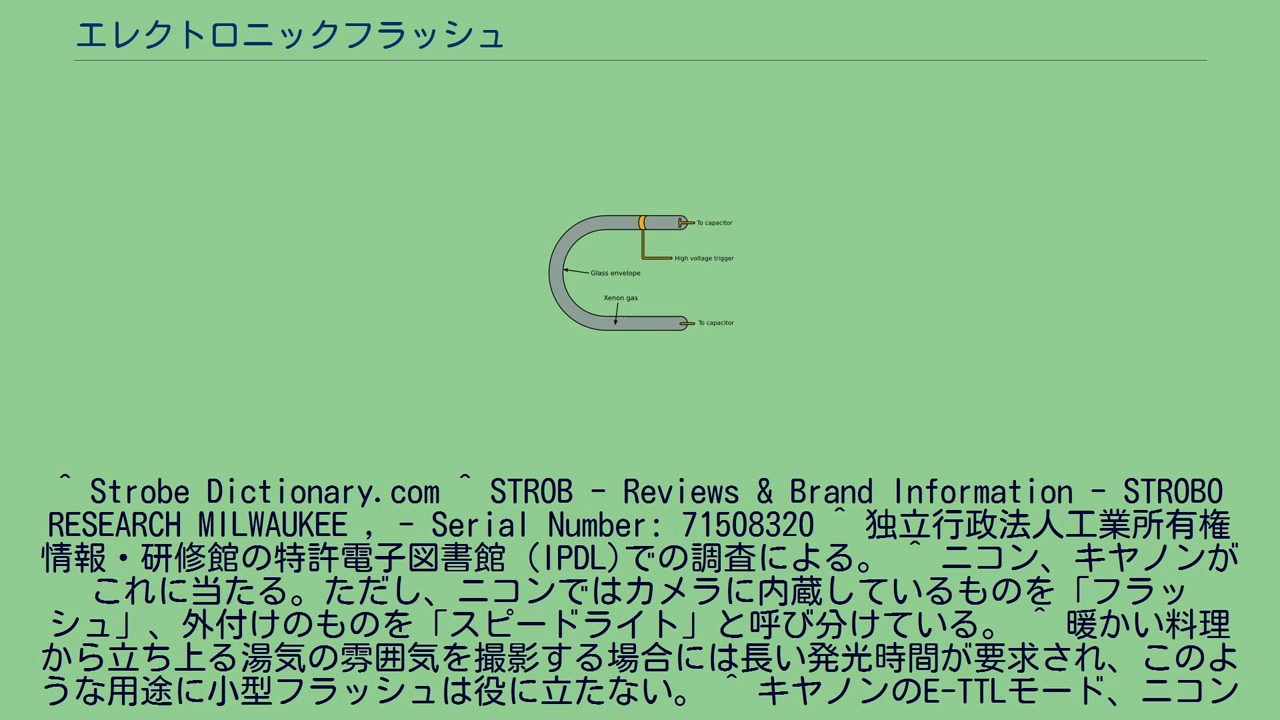 エレクトロニックフラッシュ
To capacitor
High voltage trigger
Glass envelope
Xenon gas
To capacitor
^ Strobe Dictionary.com ^ STROB - Reviews & Brand Information - STROBO
RESEARCH MILWAUKEE , - Serial Number: 71508320 ^ 独立行政法人工業所有権
情報・研修館の特許電子図書館 (IPDL)での調査による。 ^ ニコン、キヤノンが
これに当たる。ただし、ニコンではカメラに内蔵しているものを「フラッ
シュ」、外付けのものを「スピードライト」と呼び分けている。 ^ 暖かい料理
から立ち上る湯気の雰囲気を撮影する場合には長い発光時間が要求され、このよ
うな用途に小型フラッシュは役に立たない。 ^ キヤノンのE-TTLモード、ニコン